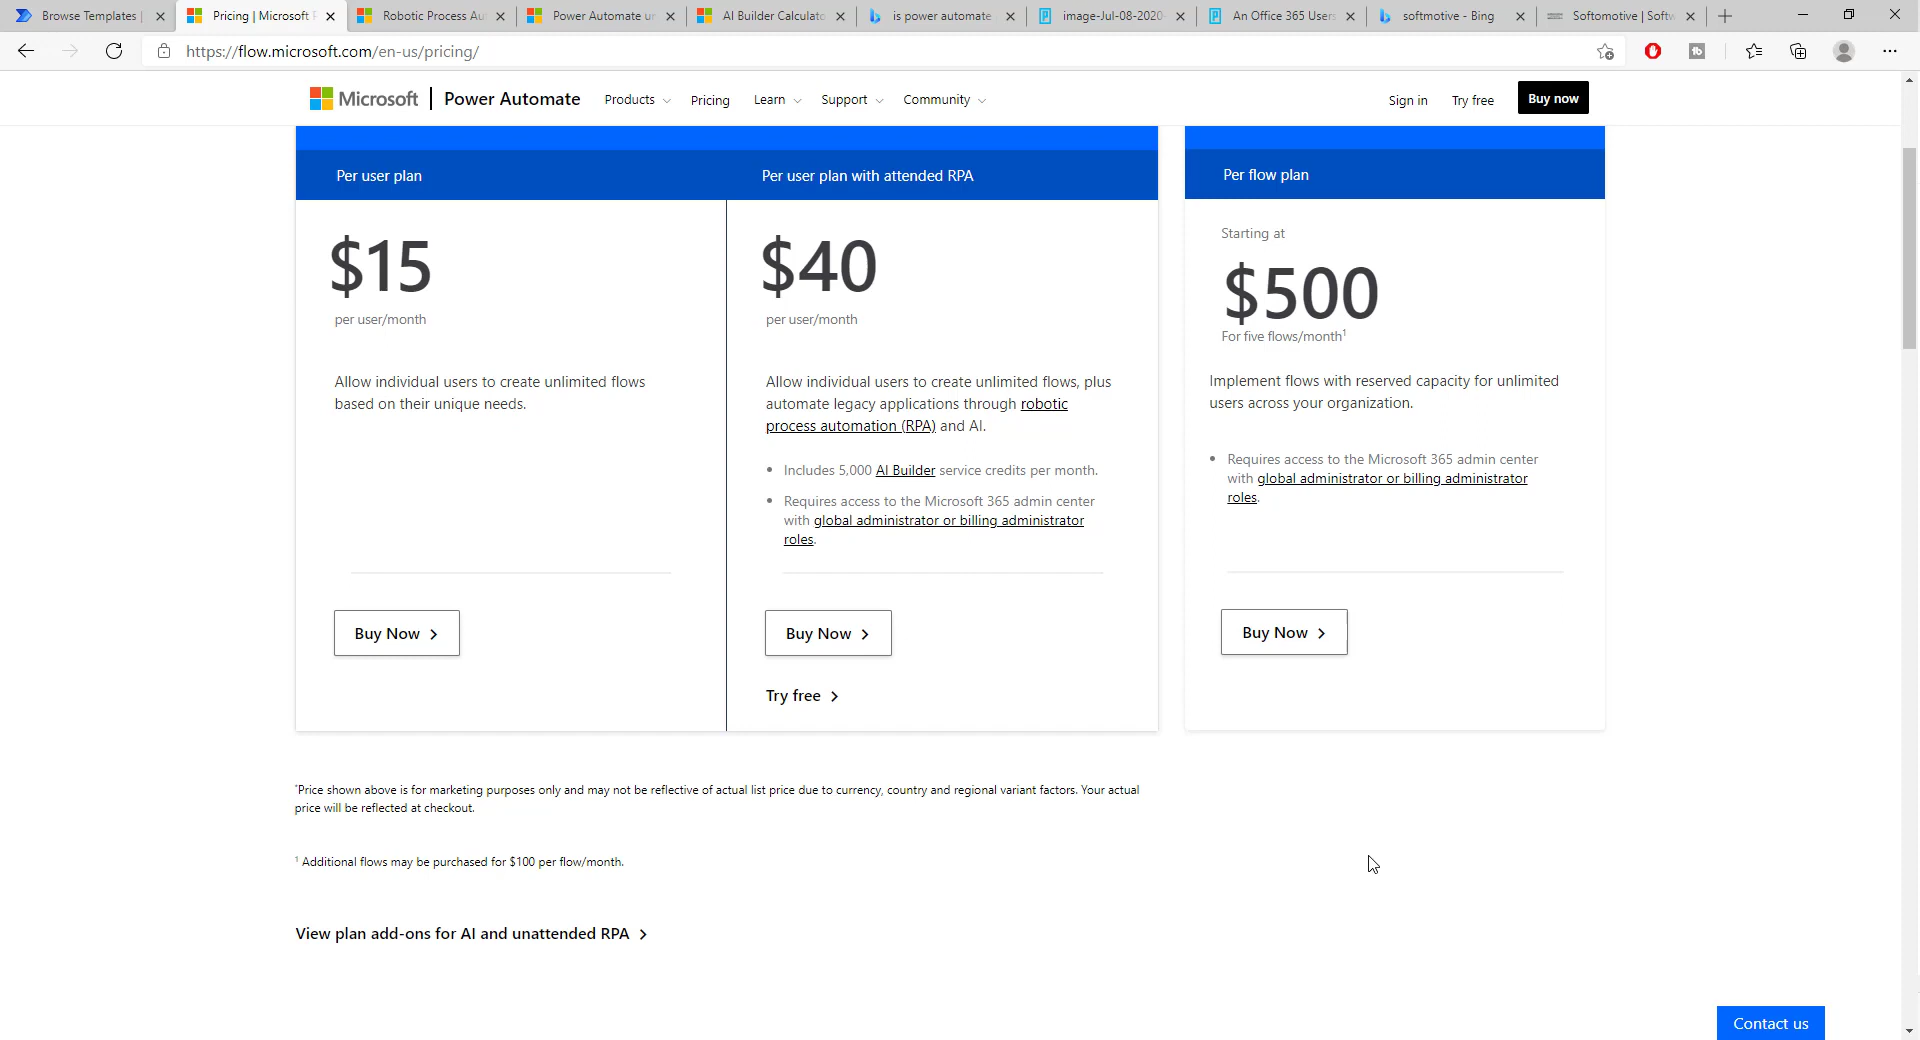 Browse Templates |
Pricing | Microsoft P
Robotic Process Au
Power Automate ur
AI Builder Calculato
is power automate
image-Jul-08-2020-
An Office 365 Users
softmotive - Bing
Softomotive | Softw
https://flow.microsoft.com/en-us/pricing/
Microsoft | Power Automate
Products
Pricing
Learn
Support
Community
Sign in
Try free
Buy now
Per user plan
$15
per user/month
Allow individual users to create unlimited flows
based on their unique needs.
Buy Now
Per user plan with attended RPA
$40
per user/month
Allow individual users to create unlimited flows, plus
automate legacy applications through robotic
process automation (RPA) and AI.
• Includes 5,000 AI Builder service credits per month.
• Requires access to the Microsoft 365 admin center
with global administrator or billing administrator
roles.
Buy Now
Try free
Per flow plan
Starting at
$500
For five flows/month¹
Implement flows with reserved capacity for unlimited
users across your organization.
• Requires access to the Microsoft 365 admin center
with global administrator or billing administrator
roles.
Buy Now
*Price shown above is for marketing purposes only and may not be reflective of actual list price due to currency, country and regional variant factors. Your actual
price will be reflected at checkout.
¹ Additional flows may be purchased for $100 per flow/month.
View plan add-ons for AI and unattended RPA
Contact us